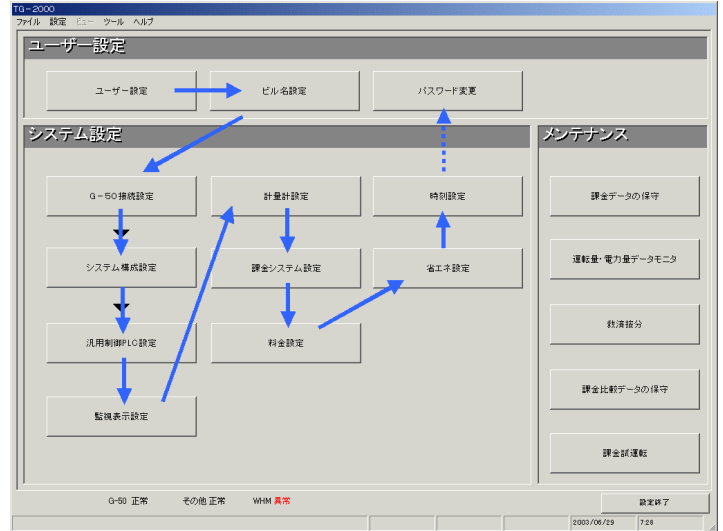 TG-2000
ファイル 設定 ビュー ツール ヘルプ
ユーザー設定
ユーザー設定 ビル名設定 パスワード変更
システム設定
G-50接続設定 計量計設定 時刻設定
システム構成設定 課金システム設定 省エネ設定
汎用制御PLC設定 料金設定
監視表示設定
メンテナンス
課金データの保守
運転量・電力量データモニタ
救済按分
課金比較データの保守
課金試運転
G-50 正常 その他 正常 WHM 異常
設定終了
2003/06/29 7:28